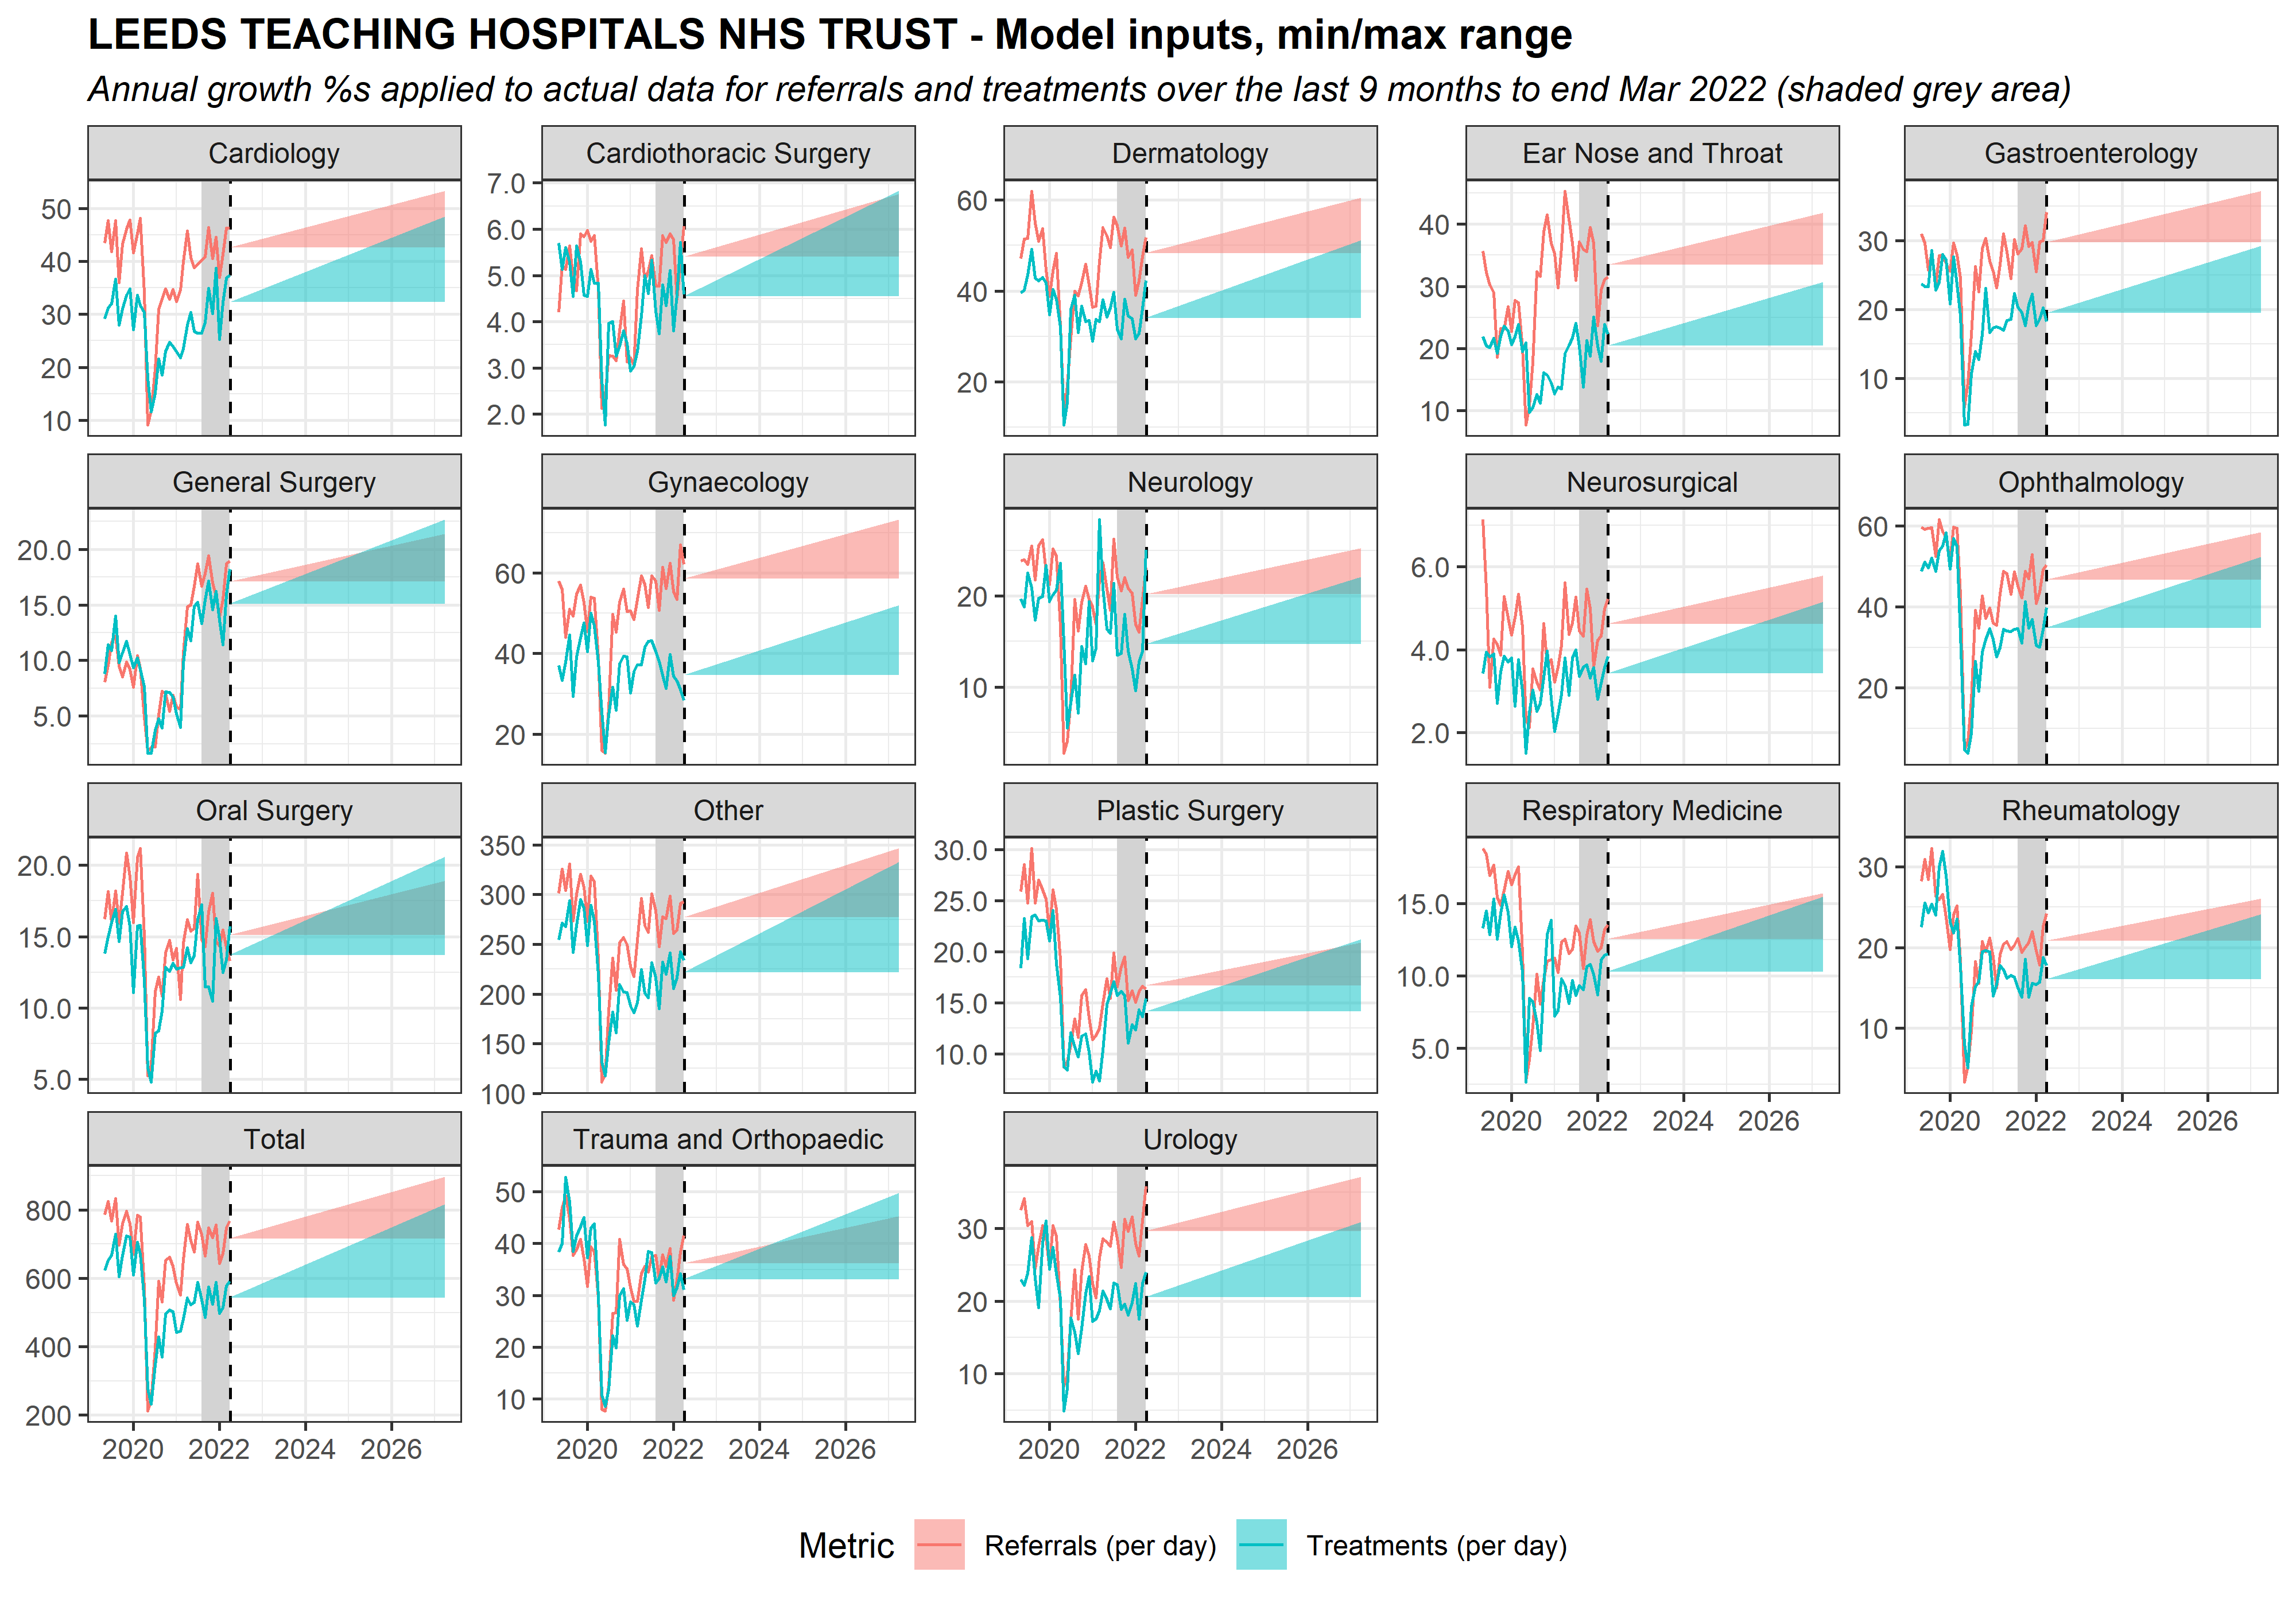 LEEDS TEACHING HOSPITALS NHS TRUST - Model inputs, min/max range
Annual growth %s applied to actual data for referrals and treatments over the last 9 months to end Mar 2022 (shaded grey area)
Cardiology
50
40
30
20
10
Cardiothoracic Surgery
7.0
6.0
5.0
4.0
3.0
2.0
Dermatology
60
40
20
Ear Nose and Throat
40
30
20
10
Gastroenterology
30
20
10
General Surgery
20.0
15.0
10.0
5.0
Gynaecology
60
40
20
Neurology
20
10
Neurosurgical
6.0
4.0
2.0
Ophthalmology
60
40
20
Oral Surgery
20.0
15.0
10.0
5.0
Other
350
300
250
200
150
100
Plastic Surgery
30.0
25.0
20.0
15.0
10.0
Respiratory Medicine
15.0
10.0
5.0
2020 2022 2024 2026
Rheumatology
30
20
10
2020 2022 2024 2026
Total
800
600
400
200
2020 2022 2024 2026
Trauma and Orthopaedic
50
40
30
20
10
2020 2022 2024 2026
Urology
30
20
10
2020 2022 2024 2026
Metric Referrals (per day) Treatments (per day)